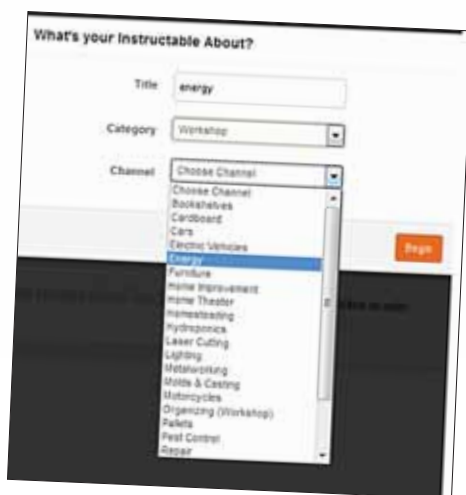 What's your Instructable About?
Title energy
Category Workshop
Channel Choose Channel
Choose Channel
Bookshelves
Cardboard
Cars
Electric Vehicles
Energy
Furniture
Home Improvement
Home Theater
Homesteading
Hydroponics
Laser Cutting
Lighting
Metalworking
Molds & Casting
Motorcycles
Organizing (Workshop)
Pallets
Pest Control
Repair
Begin